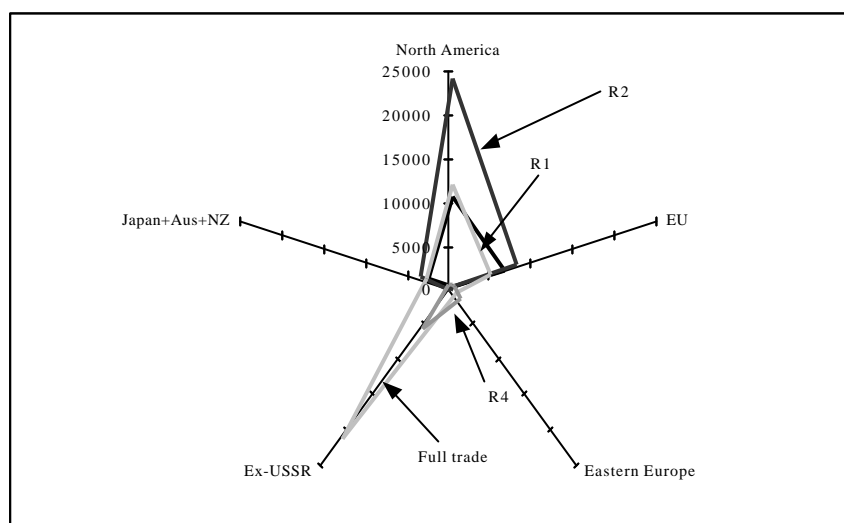 North America
25000
R2
20000
15000
R1
10000
Japan+Aus+NZ
EU
5000
0
R4
Full trade
Ex-USSR
Eastern Europe